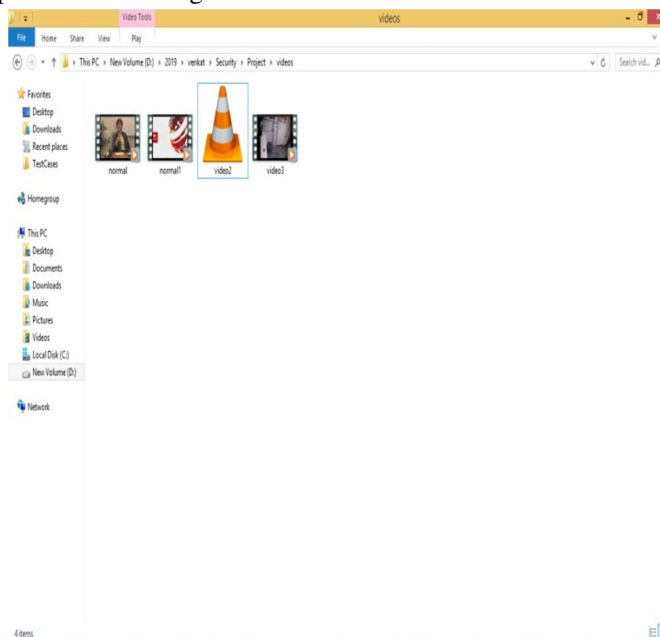 Video Tools
videos
File Home Share View Play
This PC New Volume (D:) 2019 venkat Security Project videos
Search vid...
Favorites
Desktop
Downloads
Recent places
TestCases
normal normal1 video2 video3
Homegroup
This PC
Desktop
Documents
Downloads
Music
Pictures
Videos
Local Disk (C:)
New Volume (D:)
Network
4 items